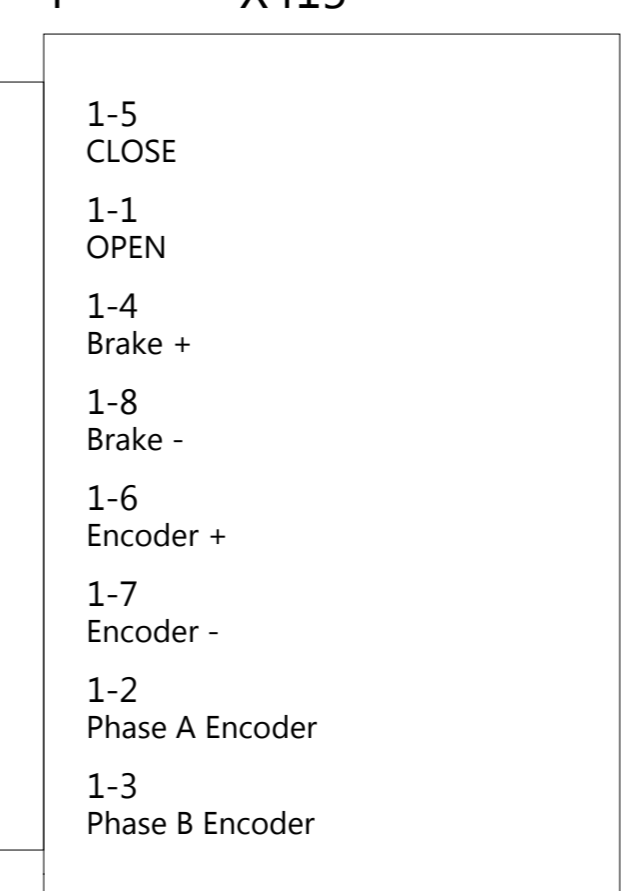 1-5
CLOSE
1-1
OPEN
1-4
Brake +
1-8
Brake -
1-6
Encoder +
1-7
Encoder -
1-2
Phase A Encoder
1-3
Phase B Encoder